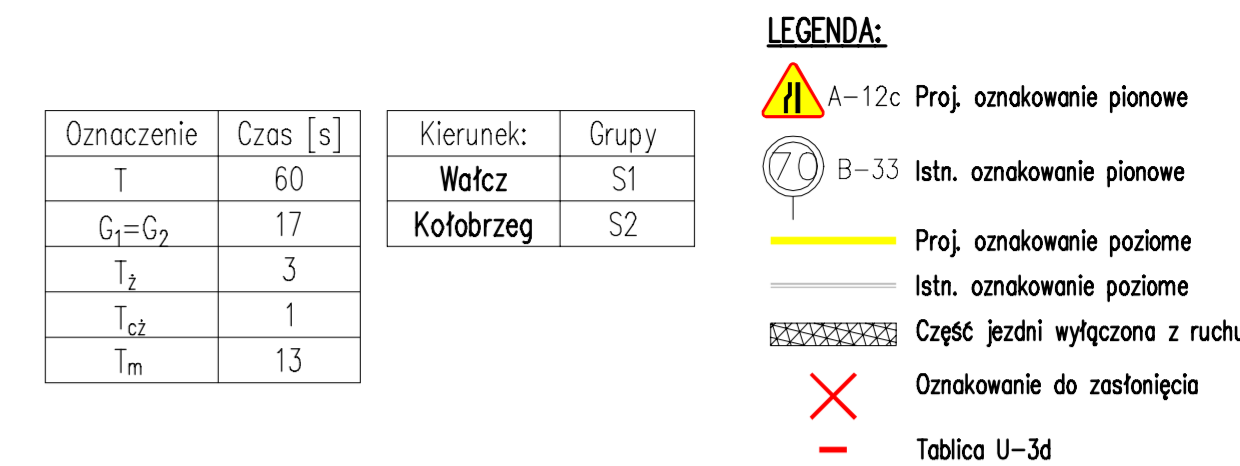 Oznaczenie Czas [s]
T 60
G1=G2 17
Tż 3
Tcż 1
Tm 13
Kierunek: Grupy
Wałcz S1
Kołobrzeg S2
LEGENDA:
A-12c Proj. oznakowanie pionowe
70 B-33 Istn. oznakowanie pionowe
Proj. oznakowanie poziome
Istn. oznakowanie poziome
Część jezdni wyłączona z ruchu
Oznakowanie do zasłonięcia
Tablica U-3d